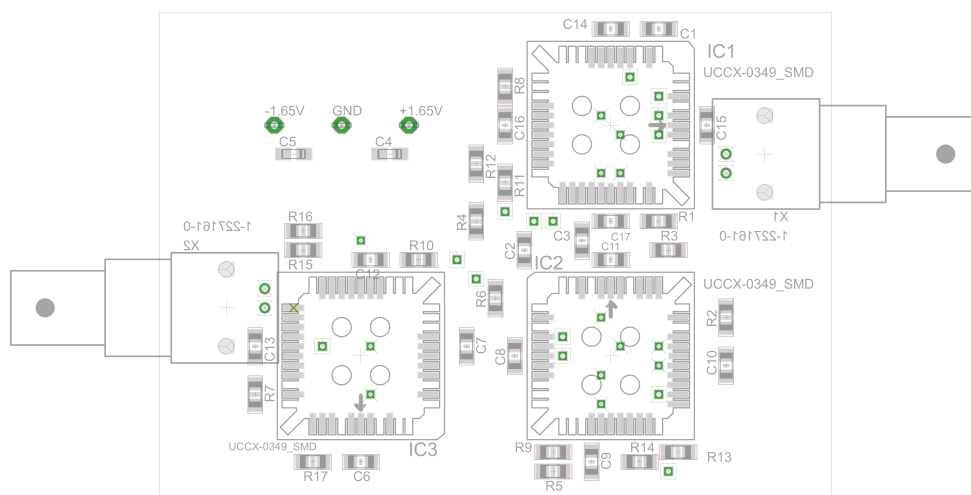 C14
C1
IC1
UCCX-0349_SMD
R8
-1.65V
GND
+1.65V
C16
C15
C5
C4
R12
R11
R4
R16
1-227161-0
X2
R15
R10
C12
C2
C3
C17
C11
R1
R3
X1
1-227161-0
IC2
UCCX-0349_SMD
R6
R2
C13
C7
C8
C10
R7
UCCX-0349_SMD
IC3
R17
C6
R9
R5
C9
R14
R13